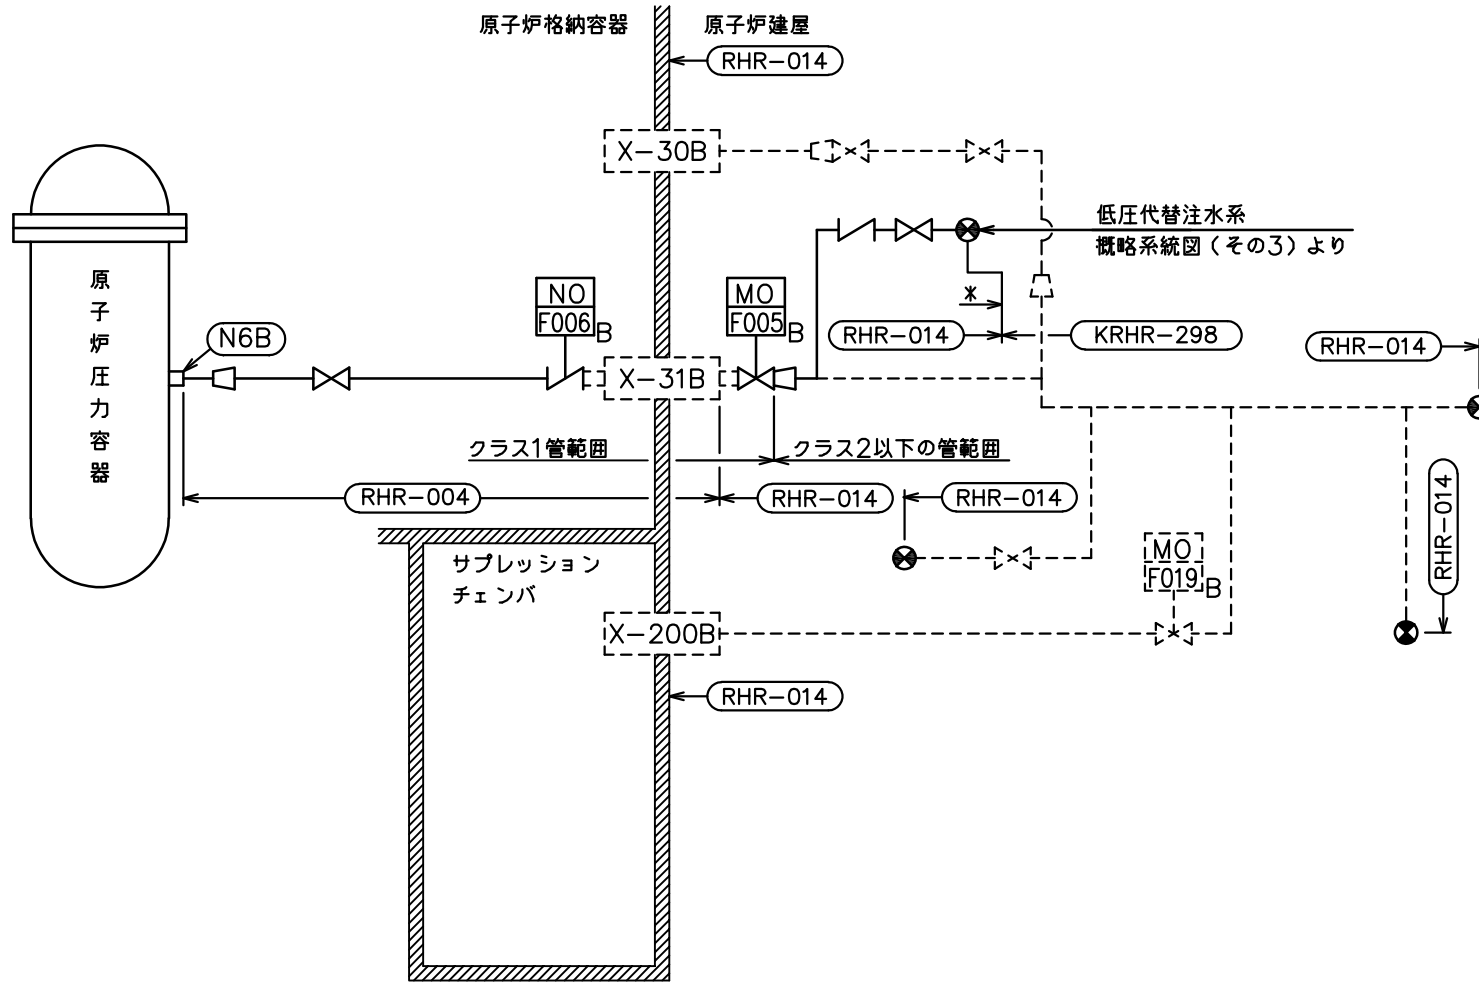 原子炉格納容器
原子炉建屋
RHR-014
X-30B
低圧代替注水系
概略系統図(その3)より
原子炉圧力容器
N6B
NO
F006B
MO
F005B
*
RHR-014
KRHR-298
RHR-014
X-31B
クラス1管範囲
クラス2以下の管範囲
RHR-004
RHR-014
RHR-014
RHR-014
サプレッション
チェンバ
MO
F019B
X-200B
RHR-014